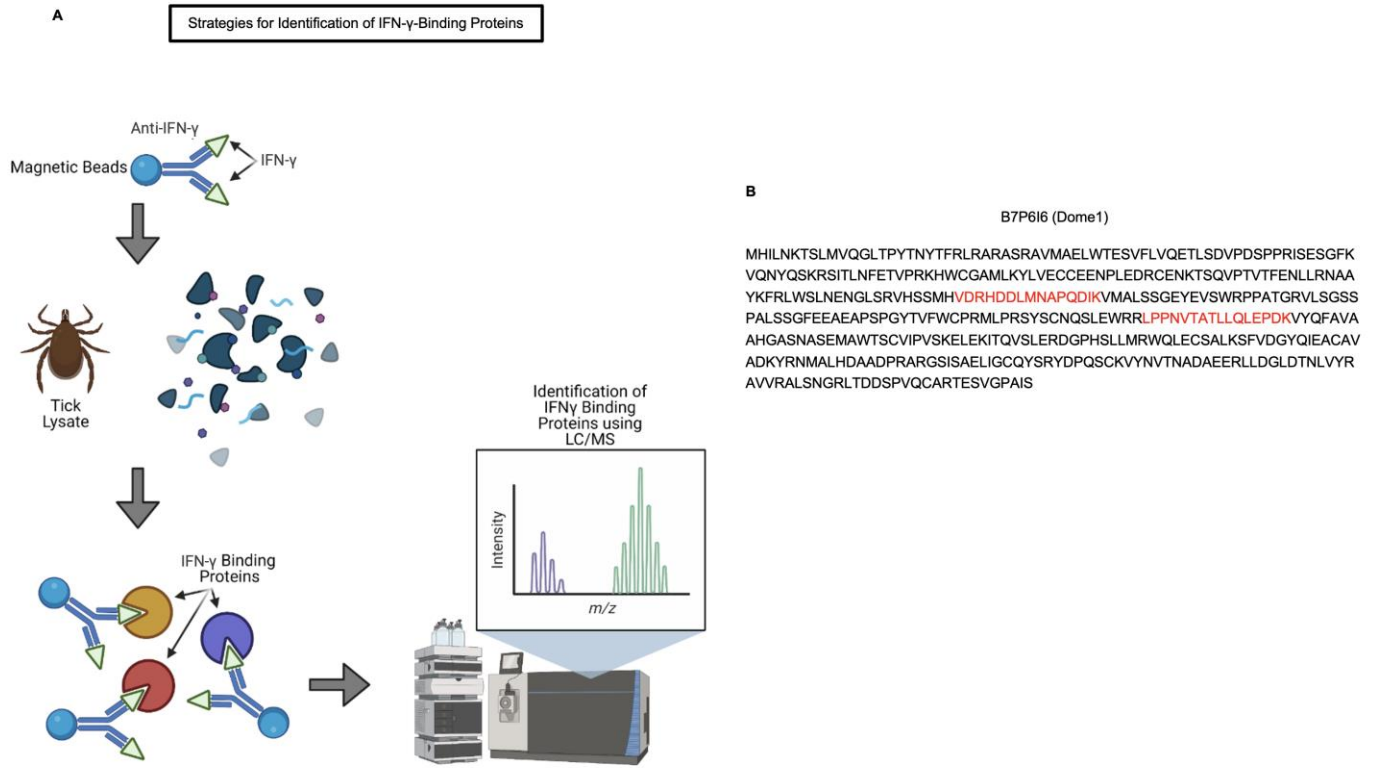 A
Strategies for Identification of IFN-γ-Binding Proteins
Anti-IFN-γ
Magnetic Beads
IFN-γ
Tick
Lysate
IFN-γ Binding
Proteins
Identification of
IFNγ Binding
Proteins using
LC/MS
Intensity
m/z
B
B7P6I6 (Dome1)
MHILNKTSLMVQGLTPYTNYTFRLRARASRAVMAELWTESVFLVQETLSDVPDSPPRISESGFK
VQNYQSKRSITLNFETVPRKHWCGAMLKYLVECCEENPLEDRCENKTSQVPTVTFENLLRNAA
YKFRLWSLNENGLSRVHSSMHVDRHDDLMNAPQDIKVMALSSGEYEVSWRPPATGRVLSGSS
PALSSGFEEAEAPSPGYTVFWCPRMLPRSYSCNQSLEWRRLPPNVTATLLQLEPDKVYQFAVA
AHGASNASEMAWTSCVIPVSKELEKITQVSLERDGPHSLLMRWQLECSALKSFVDGYQIEACAV
ADKYRNMALHDAADPRARGSISAELIGCQYSRYDPQSCKVYNVTNADAEERLLDGLDTNLVYR
AVVRALSNGRLTDDSPVQCARTESVGPAIS